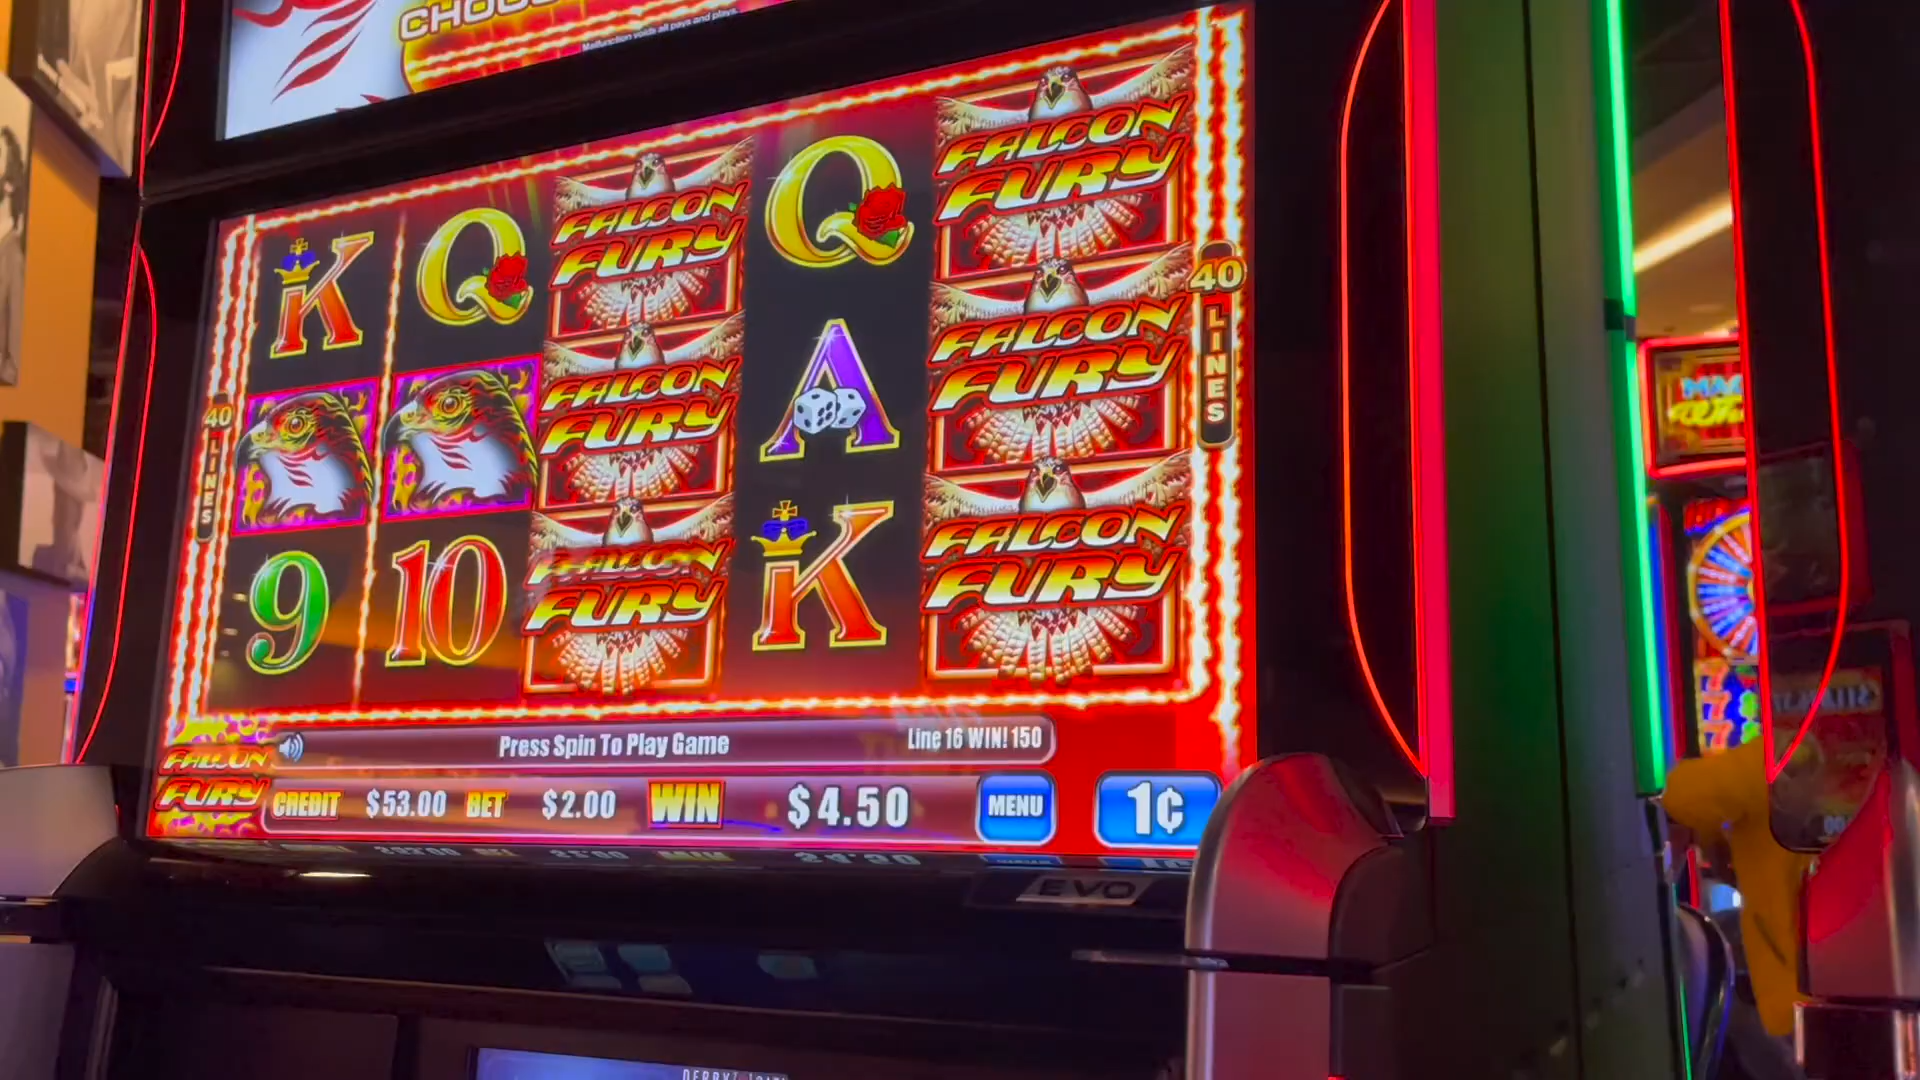 CHOOS
Malfunction voids all pays and plays.
K Q FALCON FURY Q FALCON FURY
40 LINES
FALCON FURY A FALCON FURY
40 LINES
9 10 FALCON FURY K FALCON FURY
Press Spin To Play Game
Line 16 WIN! 150
FALCON FURY
CREDIT $53.00 BET $2.00 WIN $4.50 MENU 1¢
EVO